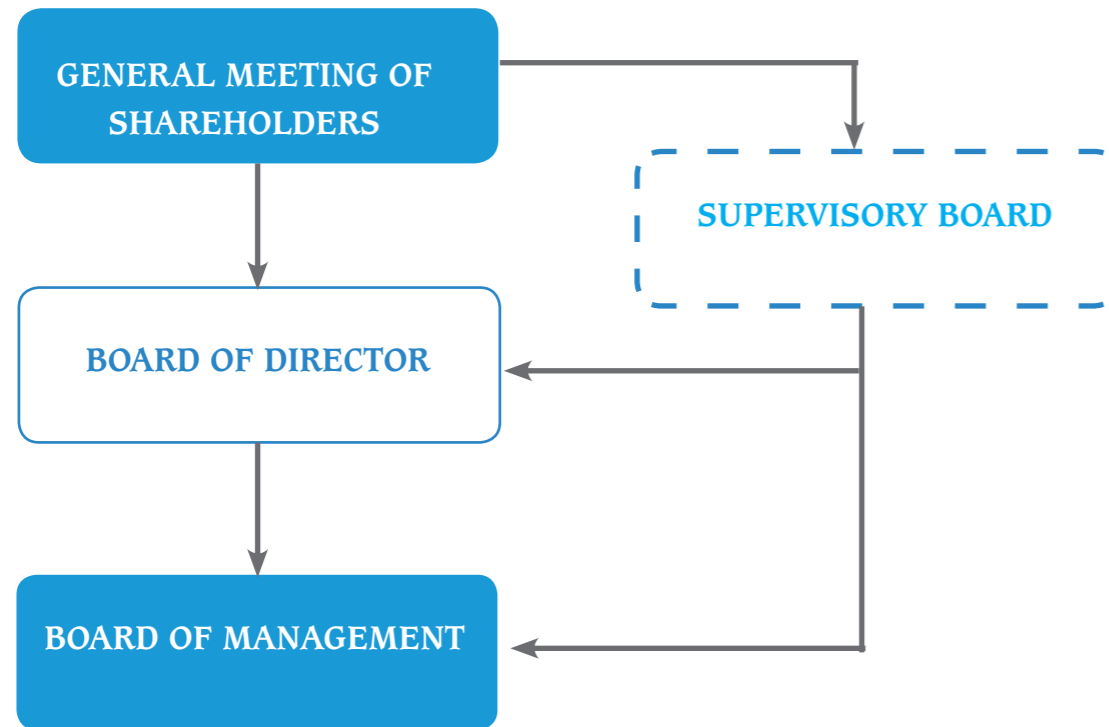 GENERAL MEETING OF
SHAREHOLDERS
SUPERVISORY BOARD
BOARD OF DIRECTOR
BOARD OF MANAGEMENT